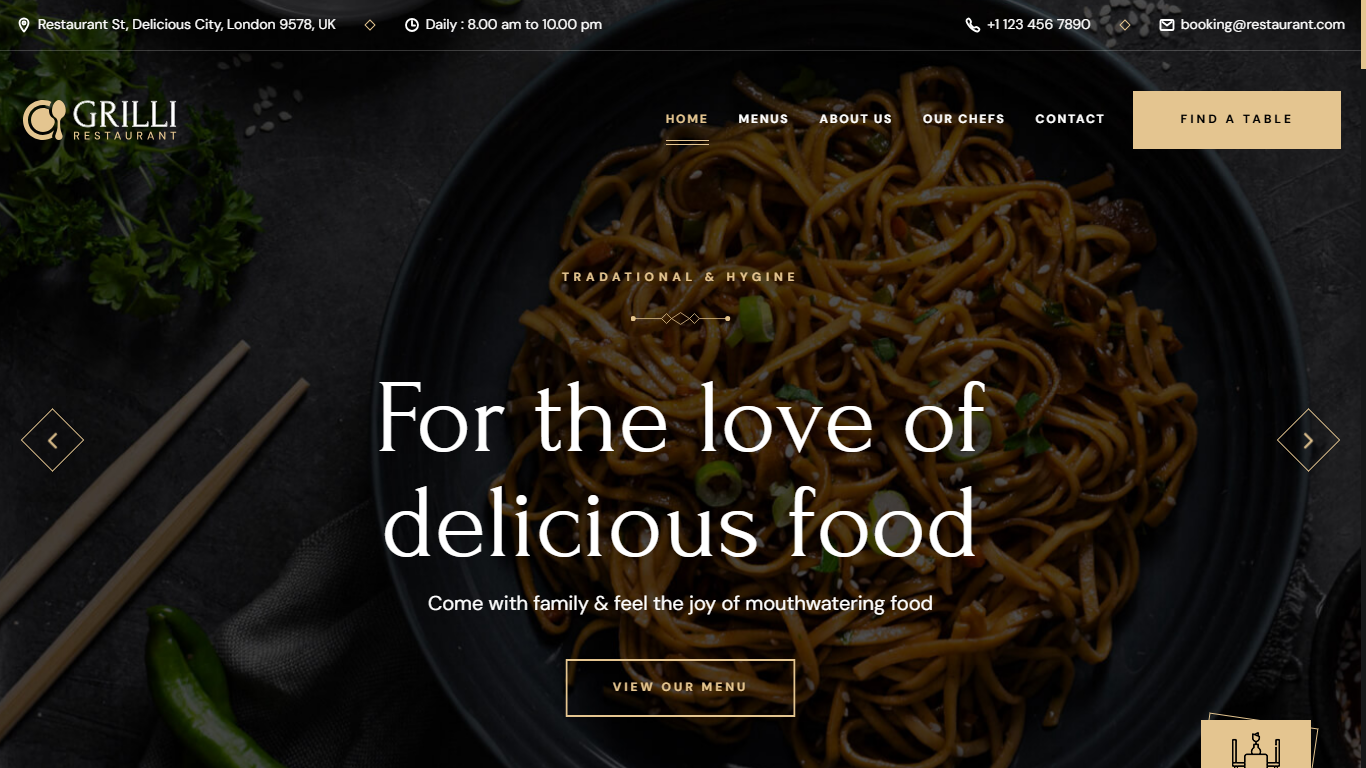 Restaurant St, Delicious City, London 9578, UK
Daily : 8.00 am to 10.00 pm
+1 123 456 7890
booking@restaurant.com
GRILLI
RESTAURANT
HOME
MENUS
ABOUT US
OUR CHEFS
CONTACT
FIND A TABLE
TRADATIONAL & HYGINE
For the love of
delicious food
Come with family & feel the joy of mouthwatering food
VIEW OUR MENU